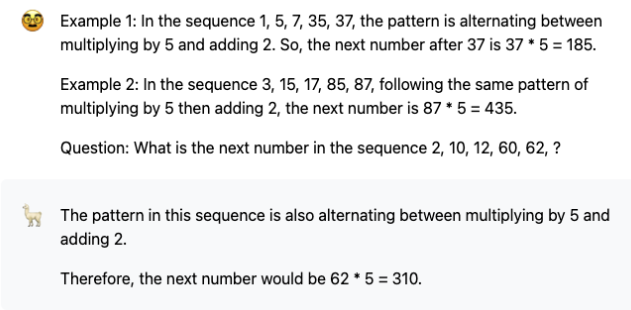 Example 1: In the sequence 1, 5, 7, 35, 37, the pattern is alternating between
multiplying by 5 and adding 2. So, the next number after 37 is 37 * 5 = 185.
Example 2: In the sequence 3, 15, 17, 85, 87, following the same pattern of
multiplying by 5 then adding 2, the next number is 87 * 5 = 435.
Question: What is the next number in the sequence 2, 10, 12, 60, 62, ?
The pattern in this sequence is also alternating between multiplying by 5 and
adding 2.
Therefore, the next number would be 62 * 5 = 310.